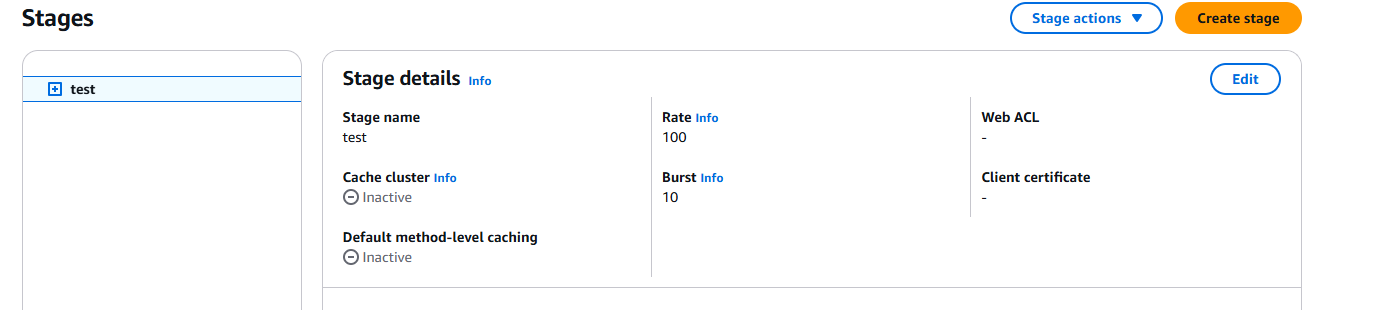 Stages
Stage actions
Create stage
test
Stage details Info
Edit
Stage name
test
Rate Info
100
Web ACL
-
Cache cluster Info
Inactive
Burst Info
10
Client certificate
-
Default method-level caching
Inactive